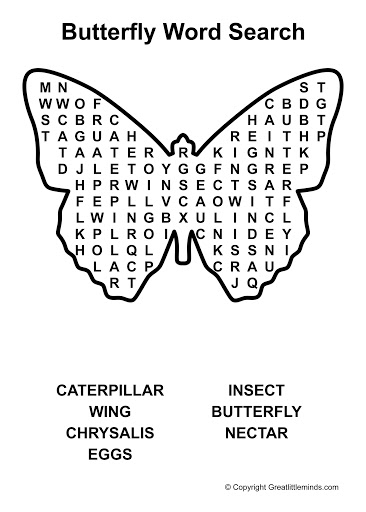 Butterfly Word Search
M N S T
W W O F C B D G
S C B R C H A U B T
T A G U A H R E I T H P
T A A T E R R K I G N T K
D J L E T O Y G G F N G R E P
H P R W I N S E C T S A R
F E P L L V C A O W I T F
L W I N G B X U L I N C L
K P L R O I C N I D E Y
H O L Q L K S S N I
L A C P C R A U
R T J Q
CATERPILLAR INSECT
WING BUTTERFLY
CHRYSALIS NECTAR
EGGS
© Copyright Greatlittleminds.com